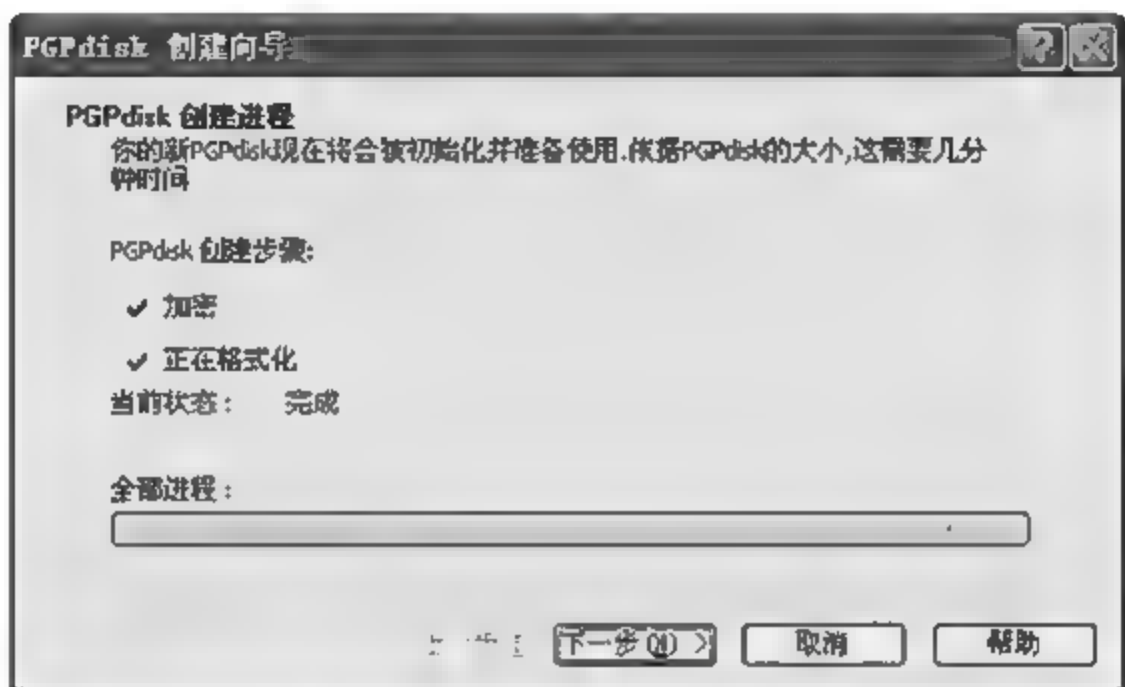 PGPdisk 创建向导
PGPdisk 创建进程
你的新PGPdisk现在将会被初始化并准备使用.依据PGPdisk的大小,这需要几分
钟时间
PGPdisk 创建步骤:
✓ 加密
✓ 正在格式化
当前状态： 完成
全部进程：
下一步(N) > 取消 帮助